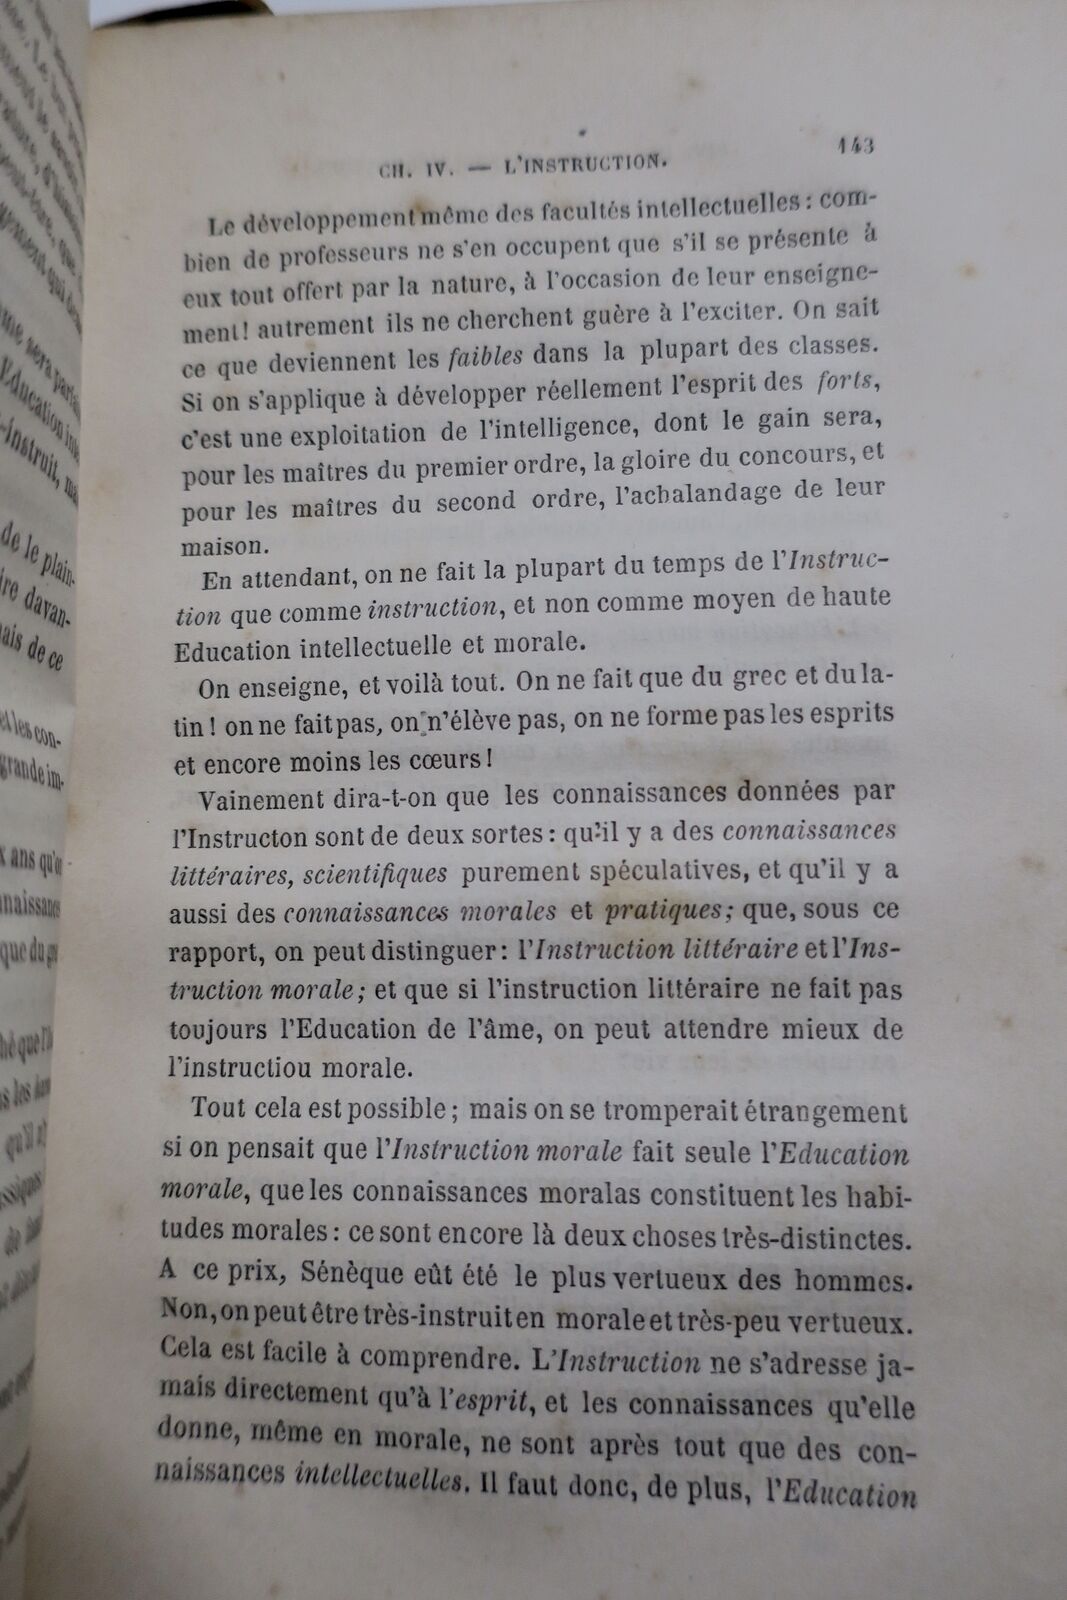 CH. IV. — L'INSTRUCTION. 143
Le développement même des facultés intellectuelles : com-
bien de professeurs ne s'en occupent que s'il se présente à
eux tout offert par la nature, à l'occasion de leur enseigne-
ment! autrement ils ne cherchent guère à l'exciter. On sait
ce que deviennent les faibles dans la plupart des classes.
Si on s'applique à développer réellement l'esprit des forts,
c'est une exploitation de l'intelligence, dont le gain sera,
pour les maîtres du premier ordre, la gloire du concours, et
pour les maîtres du second ordre, l'achalandage de leur
maison.
En attendant, on ne fait la plupart du temps de l'Instruc-
tion que comme instruction, et non comme moyen de haute
Education intellectuelle et morale.
On enseigne, et voilà tout. On ne fait que du grec et du la-
tin ! on ne fait pas, on n'élève pas, on ne forme pas les esprits
et encore moins les cœurs !
Vainement dira-t-on que les connaissances données par
l'Instructon sont de deux sortes : qu'il y a des connaissances
littéraires, scientifiques purement spéculatives, et qu'il y a
aussi des connaissances morales et pratiques; que, sous ce
rapport, on peut distinguer : l'Instruction littéraire et l'Ins-
truction morale ; et que si l'instruction littéraire ne fait pas
toujours l'Education de l'âme, on peut attendre mieux de
l'instructiou morale.
Tout cela est possible ; mais on se tromperait étrangement
si on pensait que l'Instruction morale fait seule l'Education
morale, que les connaissances moralas constituent les habi-
tudes morales : ce sont encore là deux choses très-distinctes.
A ce prix, Sénèque eût été le plus vertueux des hommes.
Non, on peut être très-instruit en morale et très-peu vertueux.
Cela est facile à comprendre. L'Instruction ne s'adresse ja-
mais directement qu'à l'esprit, et les connaissances qu'elle
donne, même en morale, ne sont après tout que des con-
naissances intellectuelles. Il faut donc, de plus, l'Education